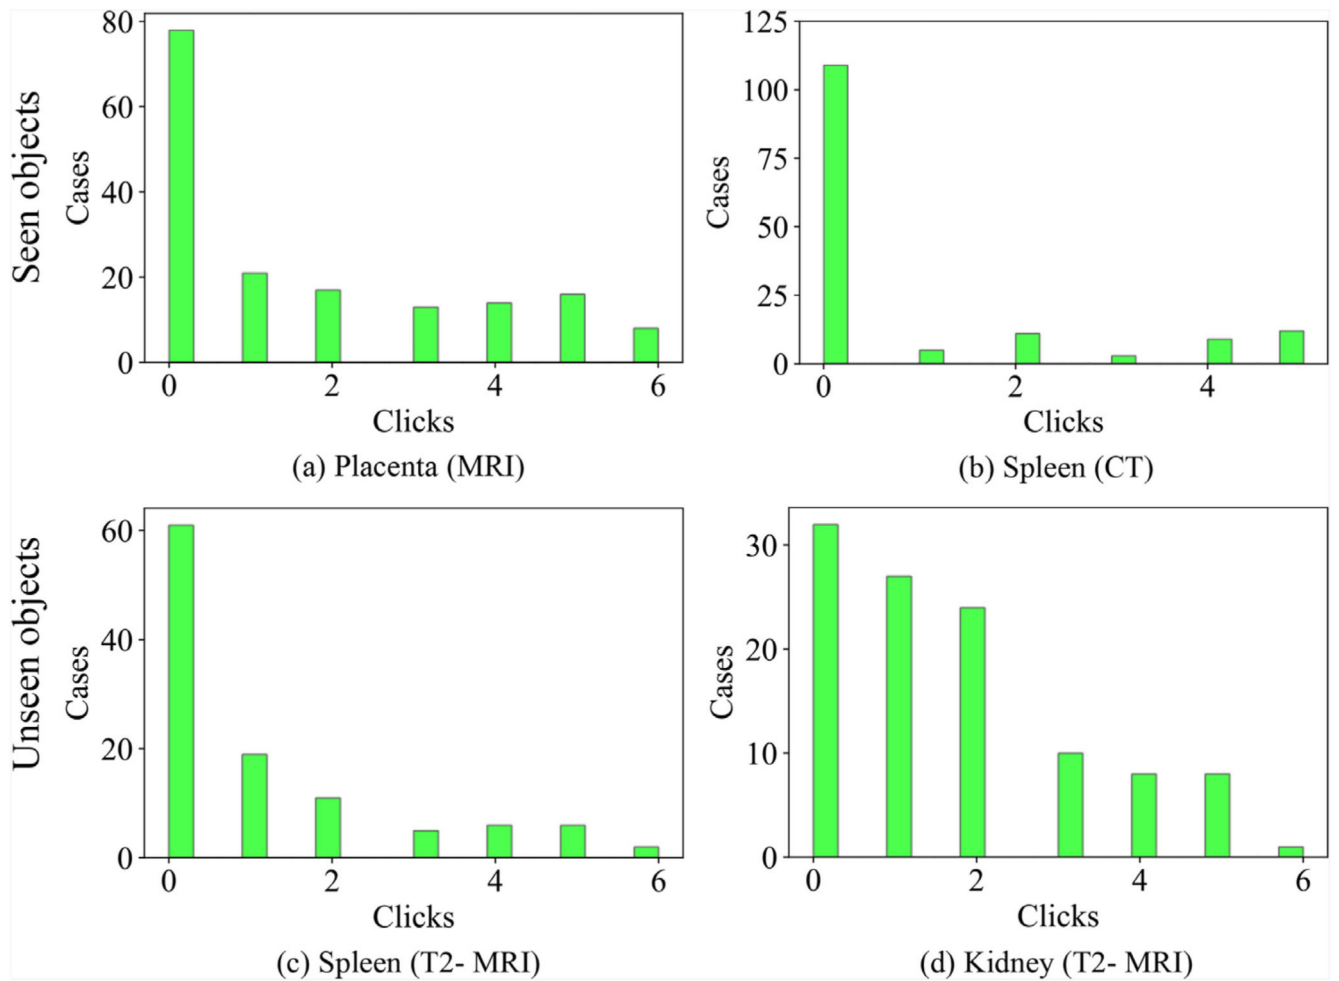 Seen objects
80
60
40
20
0
Cases
0 2 4 6
Clicks
(a) Placenta (MRI)
125
100
75
50
25
0
Cases
0 2 4
Clicks
(b) Spleen (CT)
Unseen objects
60
40
20
0
Cases
0 2 4 6
Clicks
(c) Spleen (T2- MRI)
30
20
10
0
Cases
0 2 4 6
Clicks
(d) Kidney (T2- MRI)